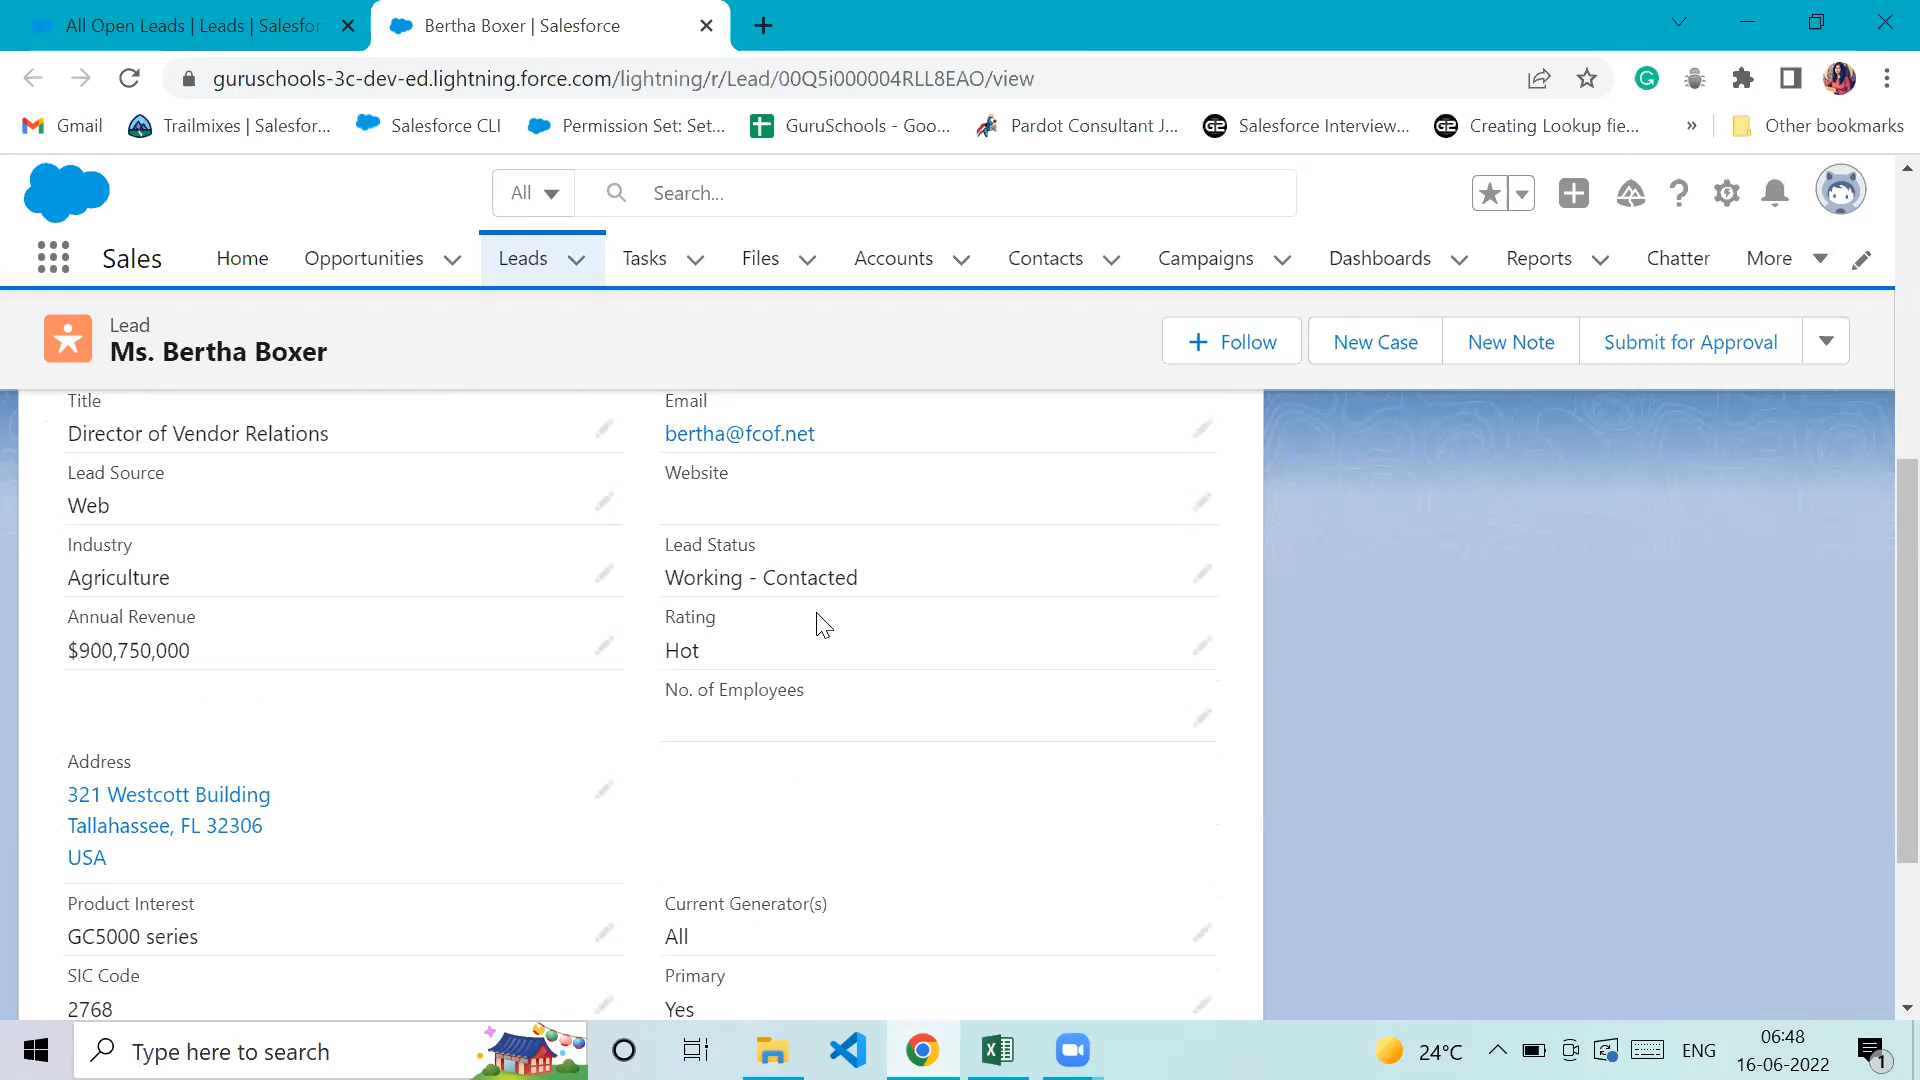 All Open Leads | Leads | Salesfor
Bertha Boxer | Salesforce
guruschools-3c-dev-ed.lightning.force.com/lightning/r/Lead/00Q5i000004RLL8EAO/view
Gmail
Trailmixes | Salesfor...
Salesforce CLI
Permission Set: Set...
GuruSchools - Goo...
Pardot Consultant J...
Salesforce Interview...
Creating Lookup fie...
»
Other bookmarks
All
Search...
Sales
Home
Opportunities
Leads
Tasks
Files
Accounts
Contacts
Campaigns
Dashboards
Reports
Chatter
More
Lead
Ms. Bertha Boxer
+ Follow
New Case
New Note
Submit for Approval
Title
Director of Vendor Relations
Email
bertha@fcof.net
Lead Source
Web
Website
Industry
Agriculture
Lead Status
Working - Contacted
Annual Revenue
$900,750,000
Rating
Hot
No. of Employees
Address
321 Westcott Building
Tallahassee, FL 32306
USA
Product Interest
GC5000 series
Current Generator(s)
All
SIC Code
2768
Primary
Yes
Type here to search
24°C
ENG
06:48
16-06-2022
1